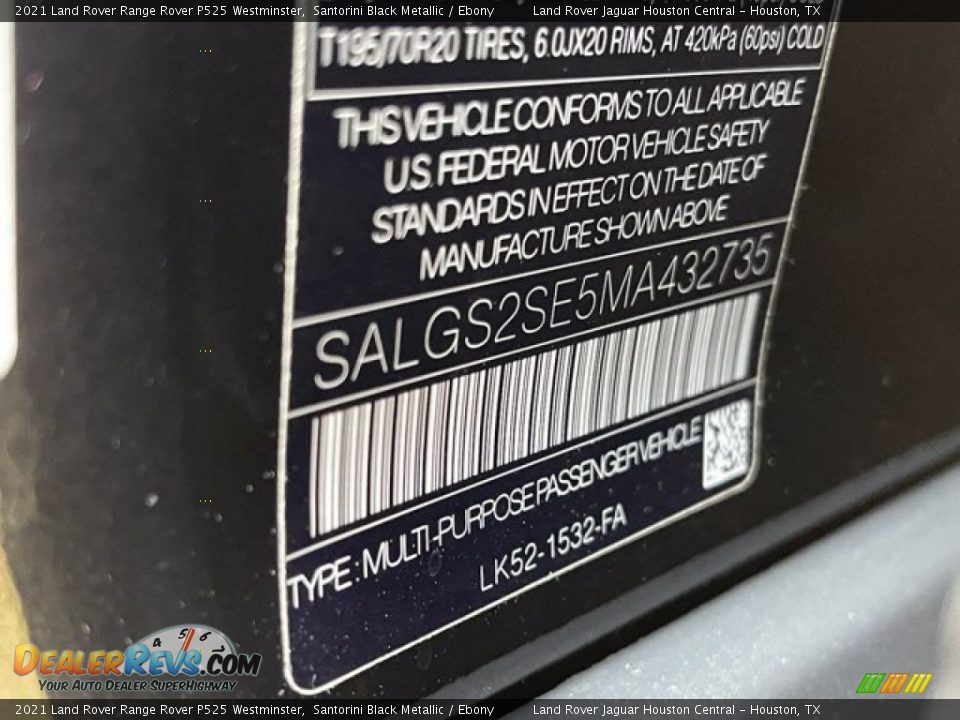 2021 Land Rover Range Rover P525 Westminster, Santorini Black Metallic / Ebony Land Rover Jaguar Houston Central - Houston, TX
T195/70R20 TIRES, 6.0JX20 RIMS, AT 420kPa (60psi) COLD
THIS VEHICLE CONFORMS TO ALL APPLICABLE
U.S. FEDERAL MOTOR VEHICLE SAFETY
STANDARDS IN EFFECT ON THE DATE OF
MANUFACTURE SHOWN ABOVE
SALGS2SE5MA432735
TYPE: MULTI-PURPOSE PASSENGER VEHICLE
LK52-1532-FA
4 5 6
DEALERREVS.COM
YOUR AUTO DEALER SUPERHIGHWAY
2021 Land Rover Range Rover P525 Westminster, Santorini Black Metallic / Ebony Land Rover Jaguar Houston Central - Houston, TX